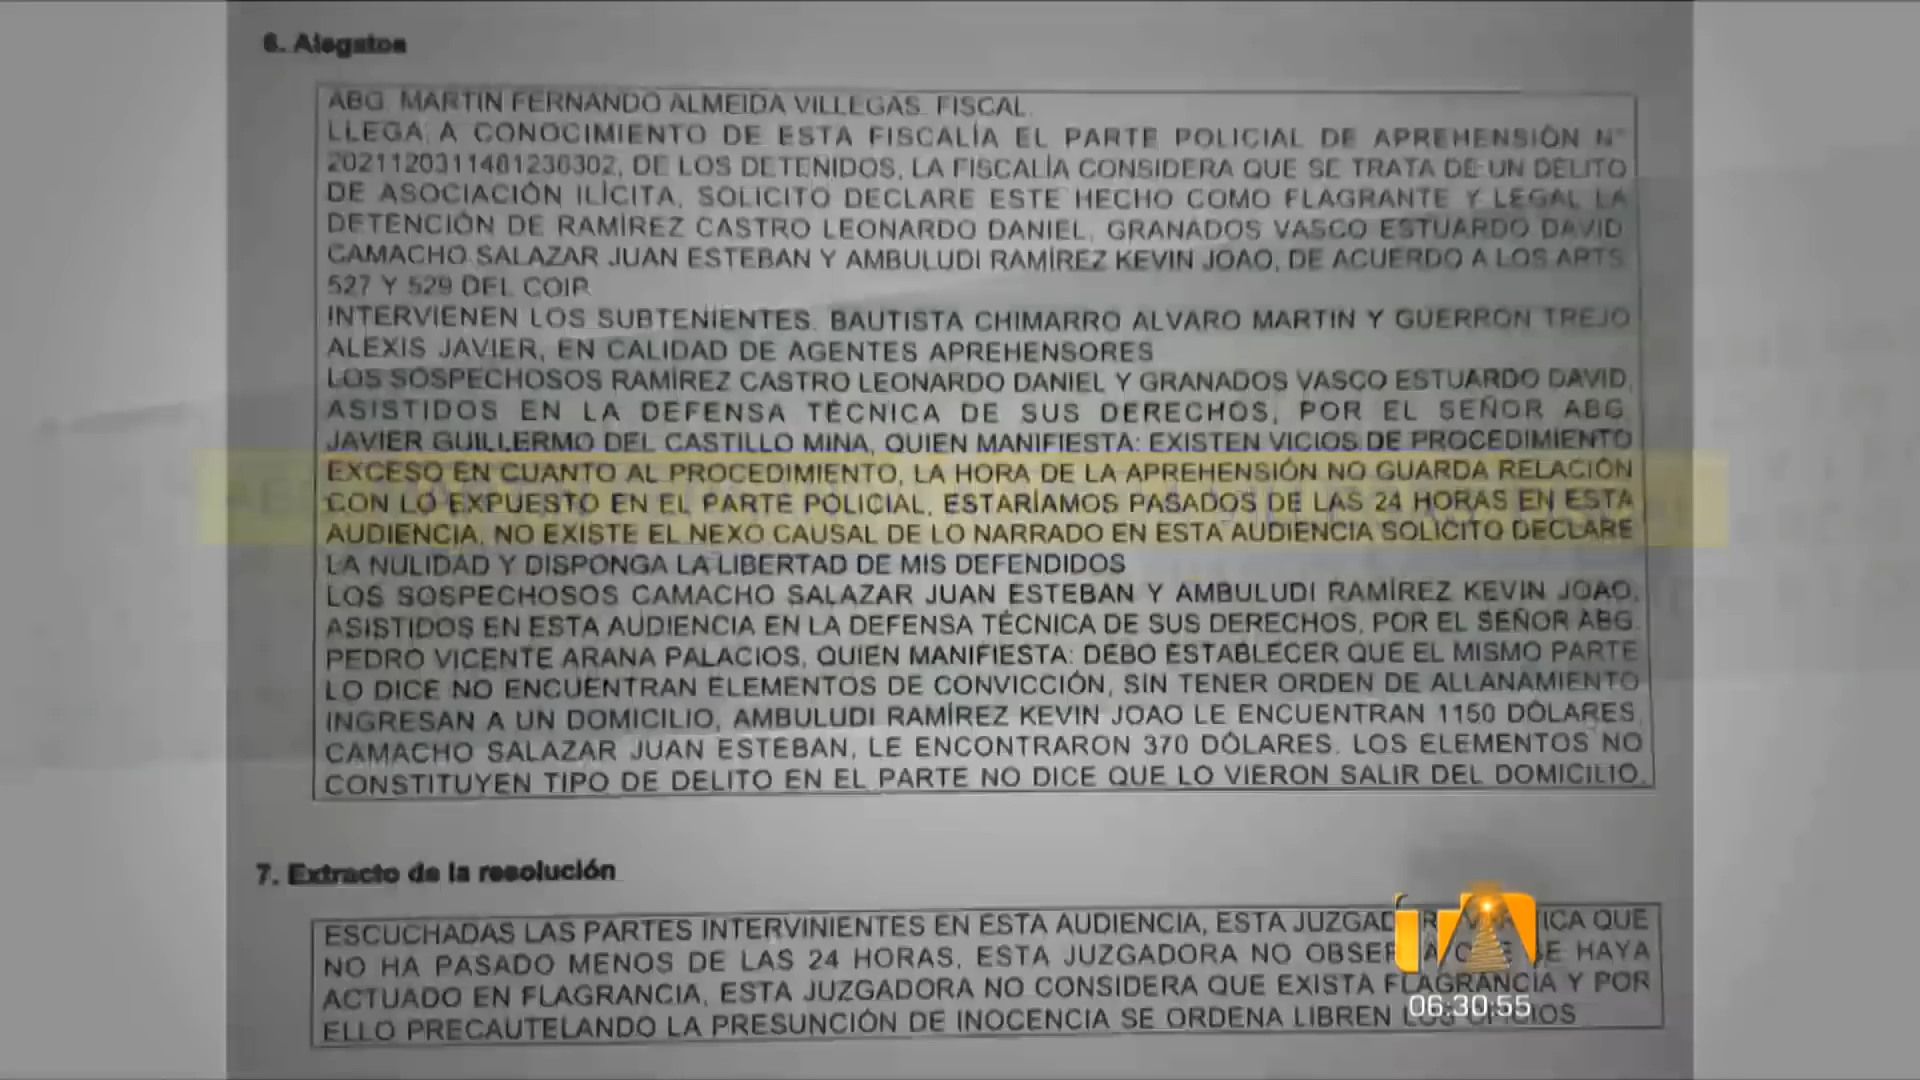 6. Alegatos
ABG. MARTIN FERNANDO ALMEIDA VILLEGAS. FISCAL.
LLEGA A CONOCIMIENTO DE ESTA FISCALÍA EL PARTE POLICIAL DE APREHENSIÓN N°
DE LOS DETENIDOS, LA FISCALÍA CONSIDERA QUE SE TRATA DE UN DELITO
DE ASOCIACIÓN ILÍCITA, SOLICITO DECLARE ESTE HECHO COMO FLAGRANTE Y LEGAL LA
DETENCIÓN DE RAMÍREZ CASTRO LEONARDO DANIEL, GRANADOS VASCO ESTUARDO DAVID
CAMACHO SALAZAR JUAN ESTEBAN Y AMBULUDI RAMÍREZ KEVIN JOAO, DE ACUERDO A LOS ARTS
527 Y 529 DEL COIP
INTERVIENEN LOS SUBTENIENTES. BAUTISTA CHIMARRO ALVARO MARTIN Y GUERRON TREJO
ALEXIS JAVIER, EN CALIDAD DE AGENTES APREHENSORES
LOS SOSPECHOSOS RAMÍREZ CASTRO LEONARDO DANIEL Y GRANADOS VASCO ESTUARDO DAVID,
ASISTIDOS EN LA DEFENSA TÉCNICA DE SUS DERECHOS, POR EL SEÑOR ABG.
JAVIER GUILLERMO DEL CASTILLO MINA, QUIEN MANIFIESTA: EXISTEN VICIOS DE PROCEDIMIENTO
EXCESO EN CUANTO AL PROCEDIMIENTO, LA HORA DE LA APREHENSIÓN NO GUARDA RELACIÓN
CON LO EXPUESTO EN EL PARTE POLICIAL, ESTARÍAMOS PASADOS DE LAS 24 HORAS EN ESTA
AUDIENCIA, NO EXISTE EL NEXO CAUSAL DE LO NARRADO EN ESTA AUDIENCIA SOLICITO DECLARE
LA NULIDAD Y DISPONGA LA LIBERTAD DE MIS DEFENDIDOS
LOS SOSPECHOSOS CAMACHO SALAZAR JUAN ESTEBAN Y AMBULUDI RAMÍREZ KEVIN JOAO,
ASISTIDOS EN ESTA AUDIENCIA EN LA DEFENSA TÉCNICA DE SUS DERECHOS, POR EL SEÑOR ABG.
PEDRO VICENTE ARANA PALACIOS, QUIEN MANIFIESTA: DEBO ESTABLECER QUE EL MISMO PARTE
LO DICE NO ENCUENTRAN ELEMENTOS DE CONVICCIÓN, SIN TENER ORDEN DE ALLANAMIENTO
INGRESAN A UN DOMICILIO, AMBULUDI RAMÍREZ KEVIN JOAO LE ENCUENTRAN 1150 DÓLARES,
CAMACHO SALAZAR JUAN ESTEBAN, LE ENCONTRARON 370 DÓLARES. LOS ELEMENTOS NO
CONSTITUYEN TIPO DE DELITO EN EL PARTE NO DICE QUE LO VIERON SALIR DEL DOMICILIO.
7. Extracto de la resolución
ESCUCHADAS LAS PARTES INTERVINIENTES EN ESTA AUDIENCIA, ESTA QUE
NO HA PASADO MENOS DE LAS 24 HORAS, ESTA JUZGADORA NO HAYA
ACTUADO EN FLAGRANCIA, ESTA JUZGADORA NO CONSIDERA QUE EXISTA FLAGRANCIA Y POR
ELLO PRECAUTELANDO LA PRESUNCIÓN DE INOCENCIA SE ORDENA LIBREN
06:30:55